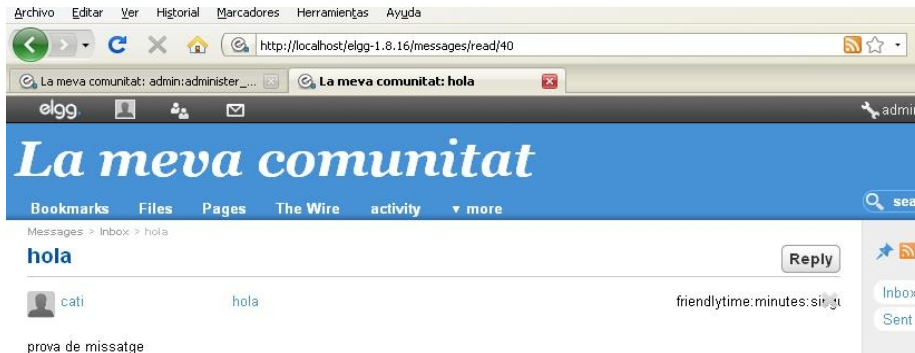 Archivo Editar Ver Historial Marcadores Herramientas Ayuda
http://localhost/elgg-1.8.16/messages/read/40
La meva comunitat: admin:administer_... La meva comunitat: hola
elgg. admi
La meva comunitat
Bookmarks Files Pages The Wire activity ▾ more sea
Messages > Inbox > hola
hola Reply
cati hola friendlytime:minutes:singu Inbox
Sent
prova de missatge